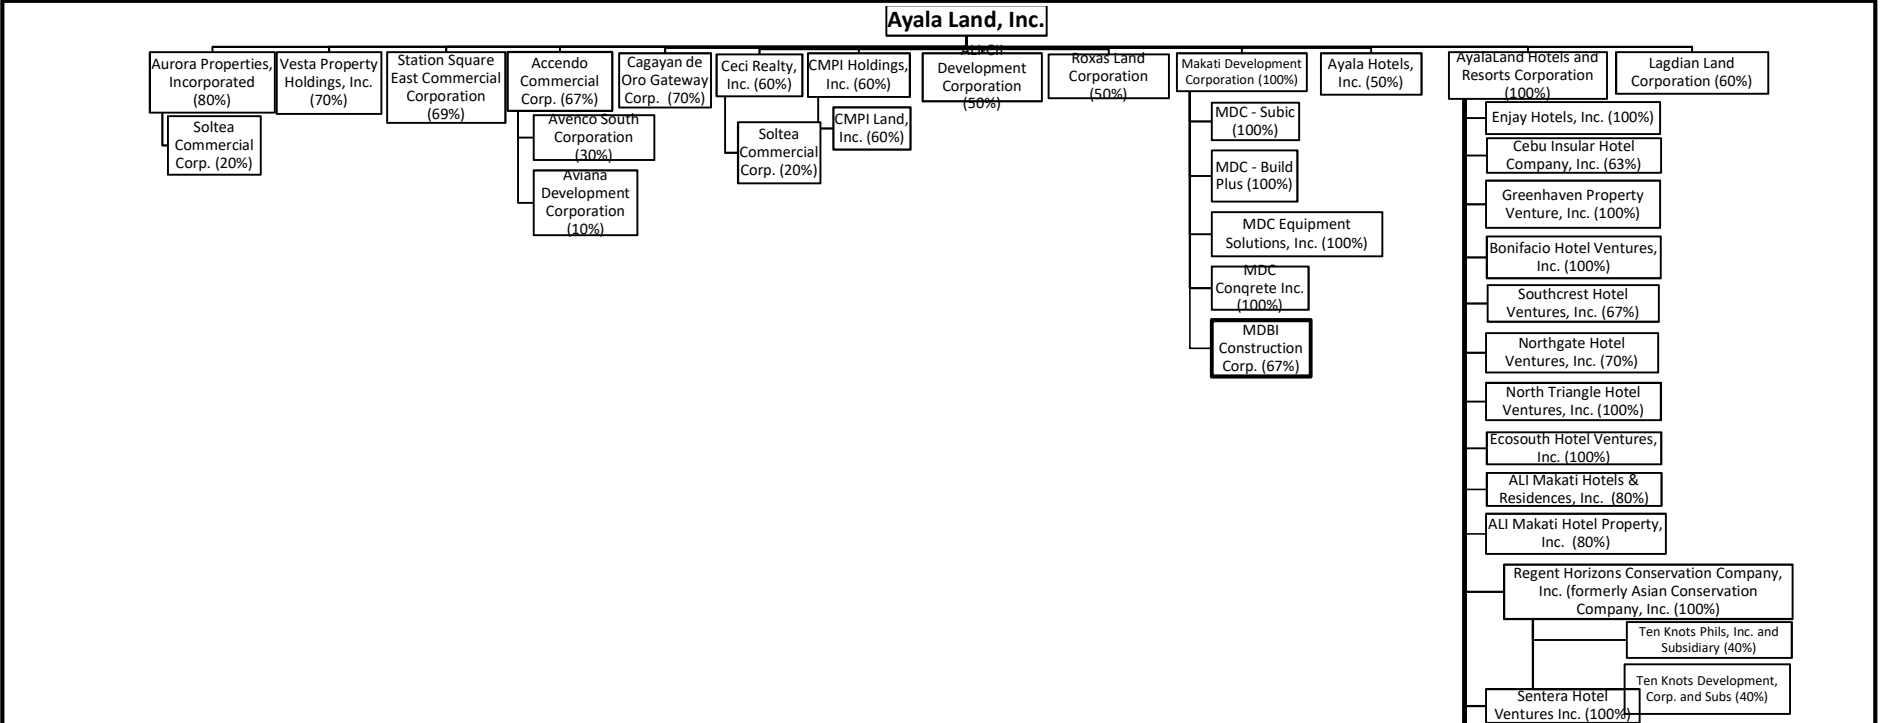 Ayala Land, Inc.
Aurora Properties,
Incorporated
(80%)
Soltea
Commercial
Corp. (20%)
Vesta Property
Holdings, Inc.
(70%)
Station Square
East Commercial
Corporation
(69%)
Accendo
Commercial
Corp. (67%)
Avenco South
Corporation
(30%)
Aviana
Development
Corporation
(10%)
Cagayan de
Oro Gateway
Corp. (70%)
Ceci Realty,
Inc. (60%)
Soltea
Commercial
Corp. (20%)
CMPI Holdings,
Inc. (60%)
CMPI Land,
Inc. (60%)
ALI-CII
Development
Corporation
(50%)
Roxas Land
Corporation
(50%)
Makati Development
Corporation (100%)
MDC - Subic
(100%)
MDC - Build
Plus (100%)
MDC Equipment
Solutions, Inc. (100%)
MDC
Conqrete Inc.
(100%)
MDBI
Construction
Corp. (67%)
Ayala Hotels,
Inc. (50%)
AyalaLand Hotels and
Resorts Corporation
(100%)
Enjay Hotels, Inc. (100%)
Cebu Insular Hotel
Company, Inc. (63%)
Greenhaven Property
Venture, Inc. (100%)
Bonifacio Hotel Ventures,
Inc. (100%)
Southcrest Hotel
Ventures, Inc. (67%)
Northgate Hotel
Ventures, Inc. (70%)
North Triangle Hotel
Ventures, Inc. (100%)
Ecosouth Hotel Ventures,
Inc. (100%)
ALI Makati Hotels &
Residences, Inc. (80%)
ALI Makati Hotel Property,
Inc. (80%)
Regent Horizons Conservation Company,
Inc. (formerly Asian Conservation
Company, Inc. (100%)
Ten Knots Phils, Inc. and
Subsidiary (40%)
Ten Knots Development,
Corp. and Subs (40%)
Sentera Hotel
Ventures Inc. (100%)
Lagdian Land
Corporation (60%)